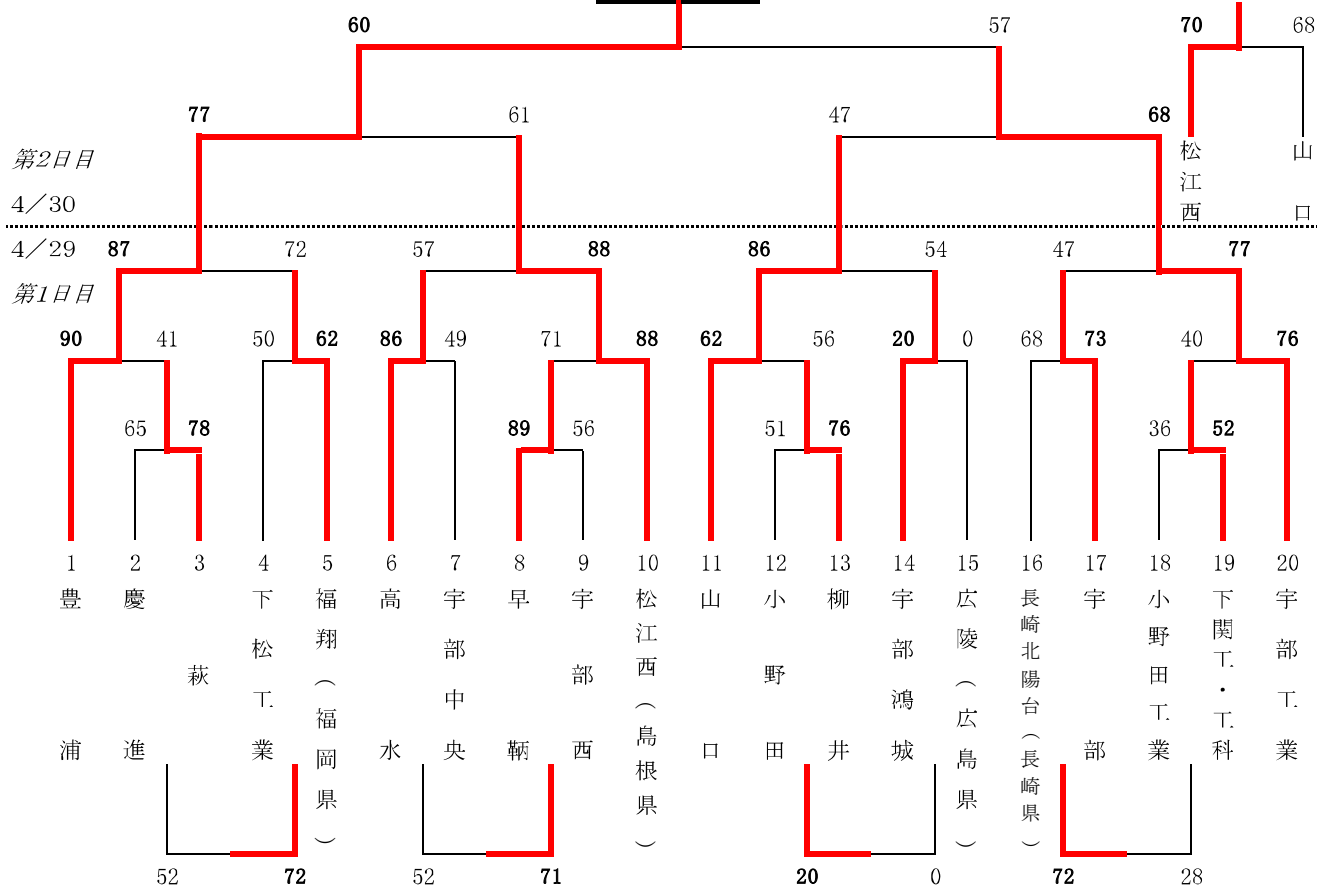 60 57 70 68
77 61 47 68
松江西 山口
第2日目
4／30
4／29 87 72 57 88 86 54 47 77
第1日目
90 41 50 62 86 49 71 88 62 56 20 0 68 73 40 76
65 78 89 56 51 76 36 52
1 2 3 4 5 6 7 8 9 10 11 12 13 14 15 16 17 18 19 20
豊浦
慶進
萩
下松工業
福翔（福岡県）
高水
宇部中央
早鞆
宇部西
松江西（島根県）
山口
小野田
柳井
宇部鴻城
広陵（広島県）
長崎北陽台（長崎県）
宇部
小野田工業
下関工・工科
宇部工業
52 72 52 71 20 0 72 28